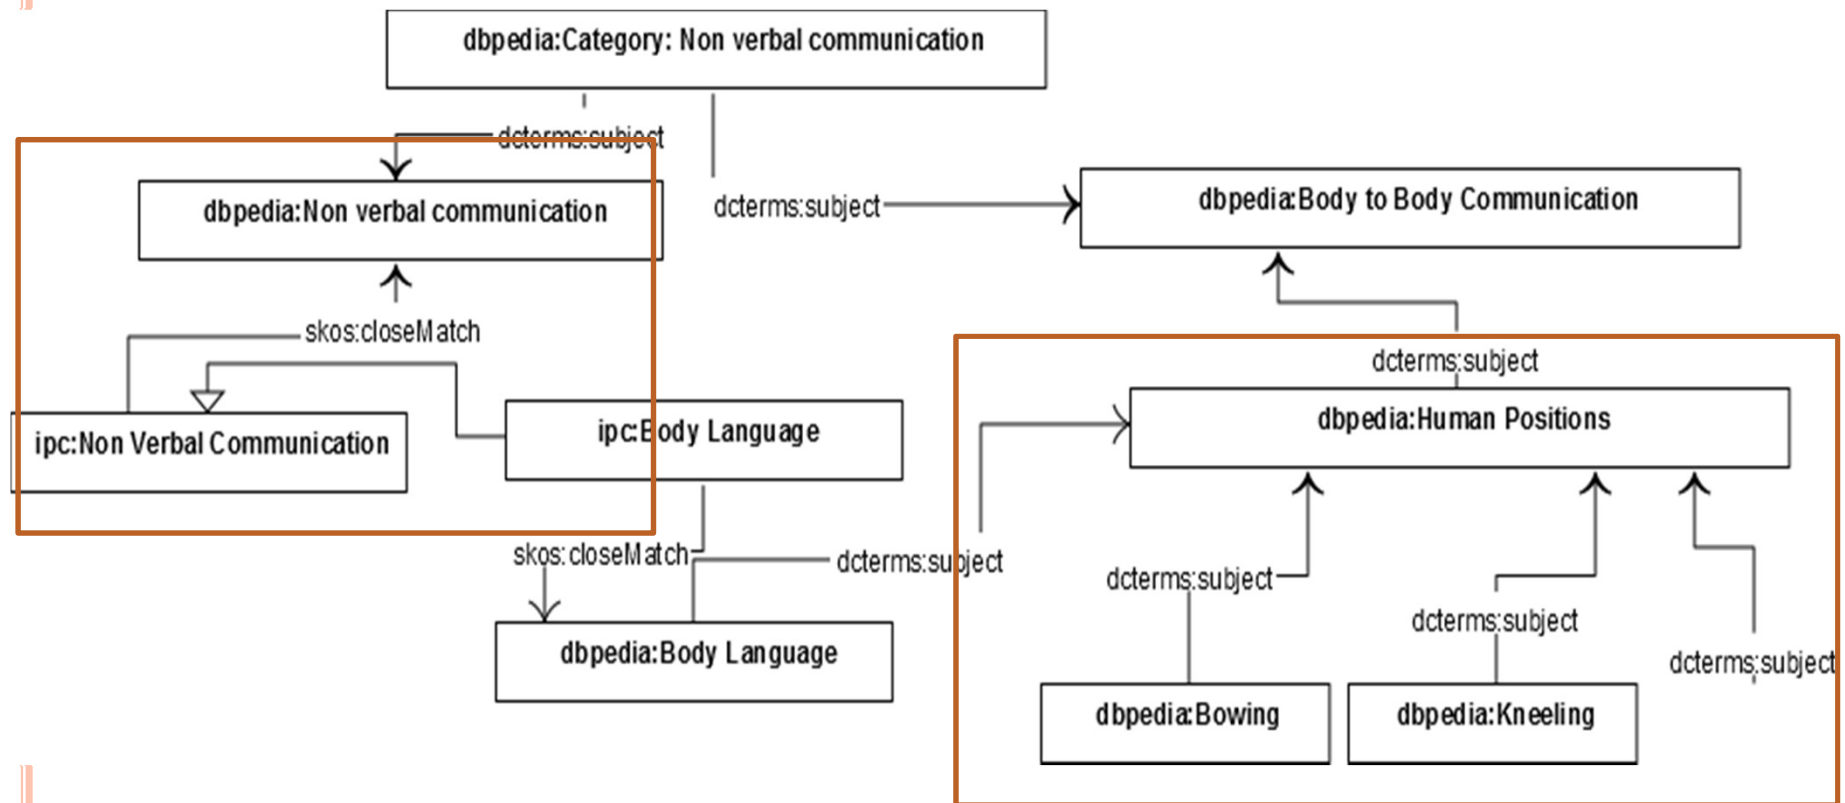 dbpedia:Category: Non verbal communication
dcterms:subject
dbpedia:Non verbal communication
dcterms:subject
dbpedia:Body to Body Communication
skos:closeMatch
dcterms:subject
ipc:Non Verbal Communication
ipc:Body Language
dbpedia:Human Positions
skos:closeMatch
dcterms:subject
dcterms:subject
dcterms:subject
dcterms:subject
dbpedia:Body Language
dbpedia:Bowing
dbpedia:Kneeling